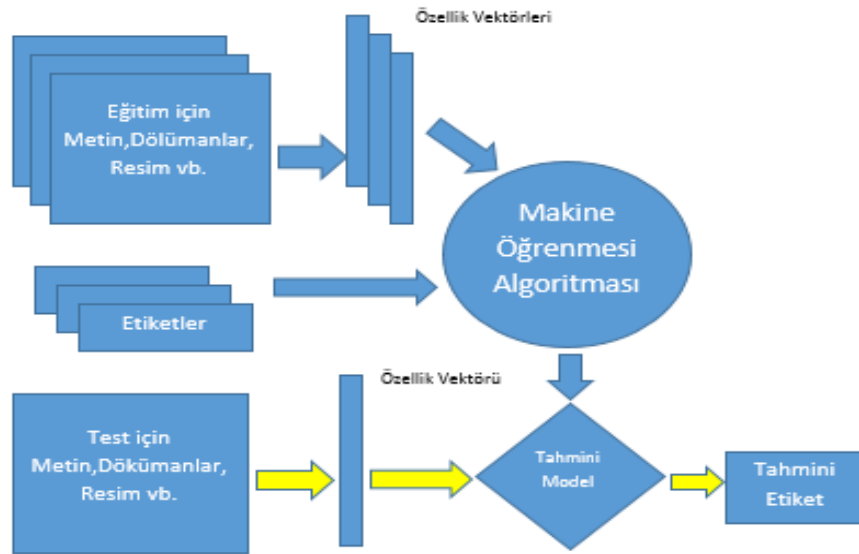 Özellik Vektörleri
Eğitim için
Metin,Dölümanlar,
Resim vb.
Makine
Öğrenmesi
Algoritması
Etiketler
Özellik Vektörü
Test için
Metin,Dökümanlar,
Resim vb.
Tahmini
Model
Tahmini
Etiket